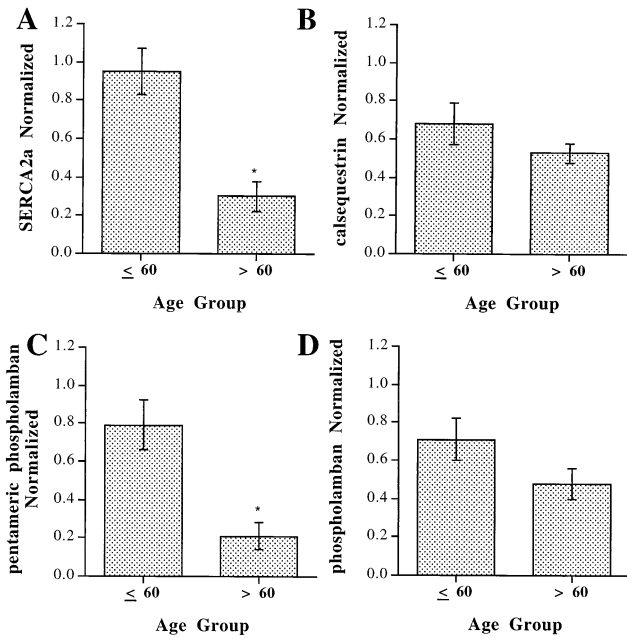 A
SERCA2a Normalized
1.2
1.0
0.8
0.6
0.4
0.2
0.0
*
≤ 60
> 60
Age Group
B
calsequestrin Normalized
1.2
1.0
0.8
0.6
0.4
0.2
0.0
≤ 60
> 60
Age Group
C
pentameric phospholamban
Normalized
1.2
1.0
0.8
0.6
0.4
0.2
0.0
*
≤ 60
> 60
Age Group
D
phospholamban Normalized
1.2
1.0
0.8
0.6
0.4
0.2
0.0
≤ 60
> 60
Age Group